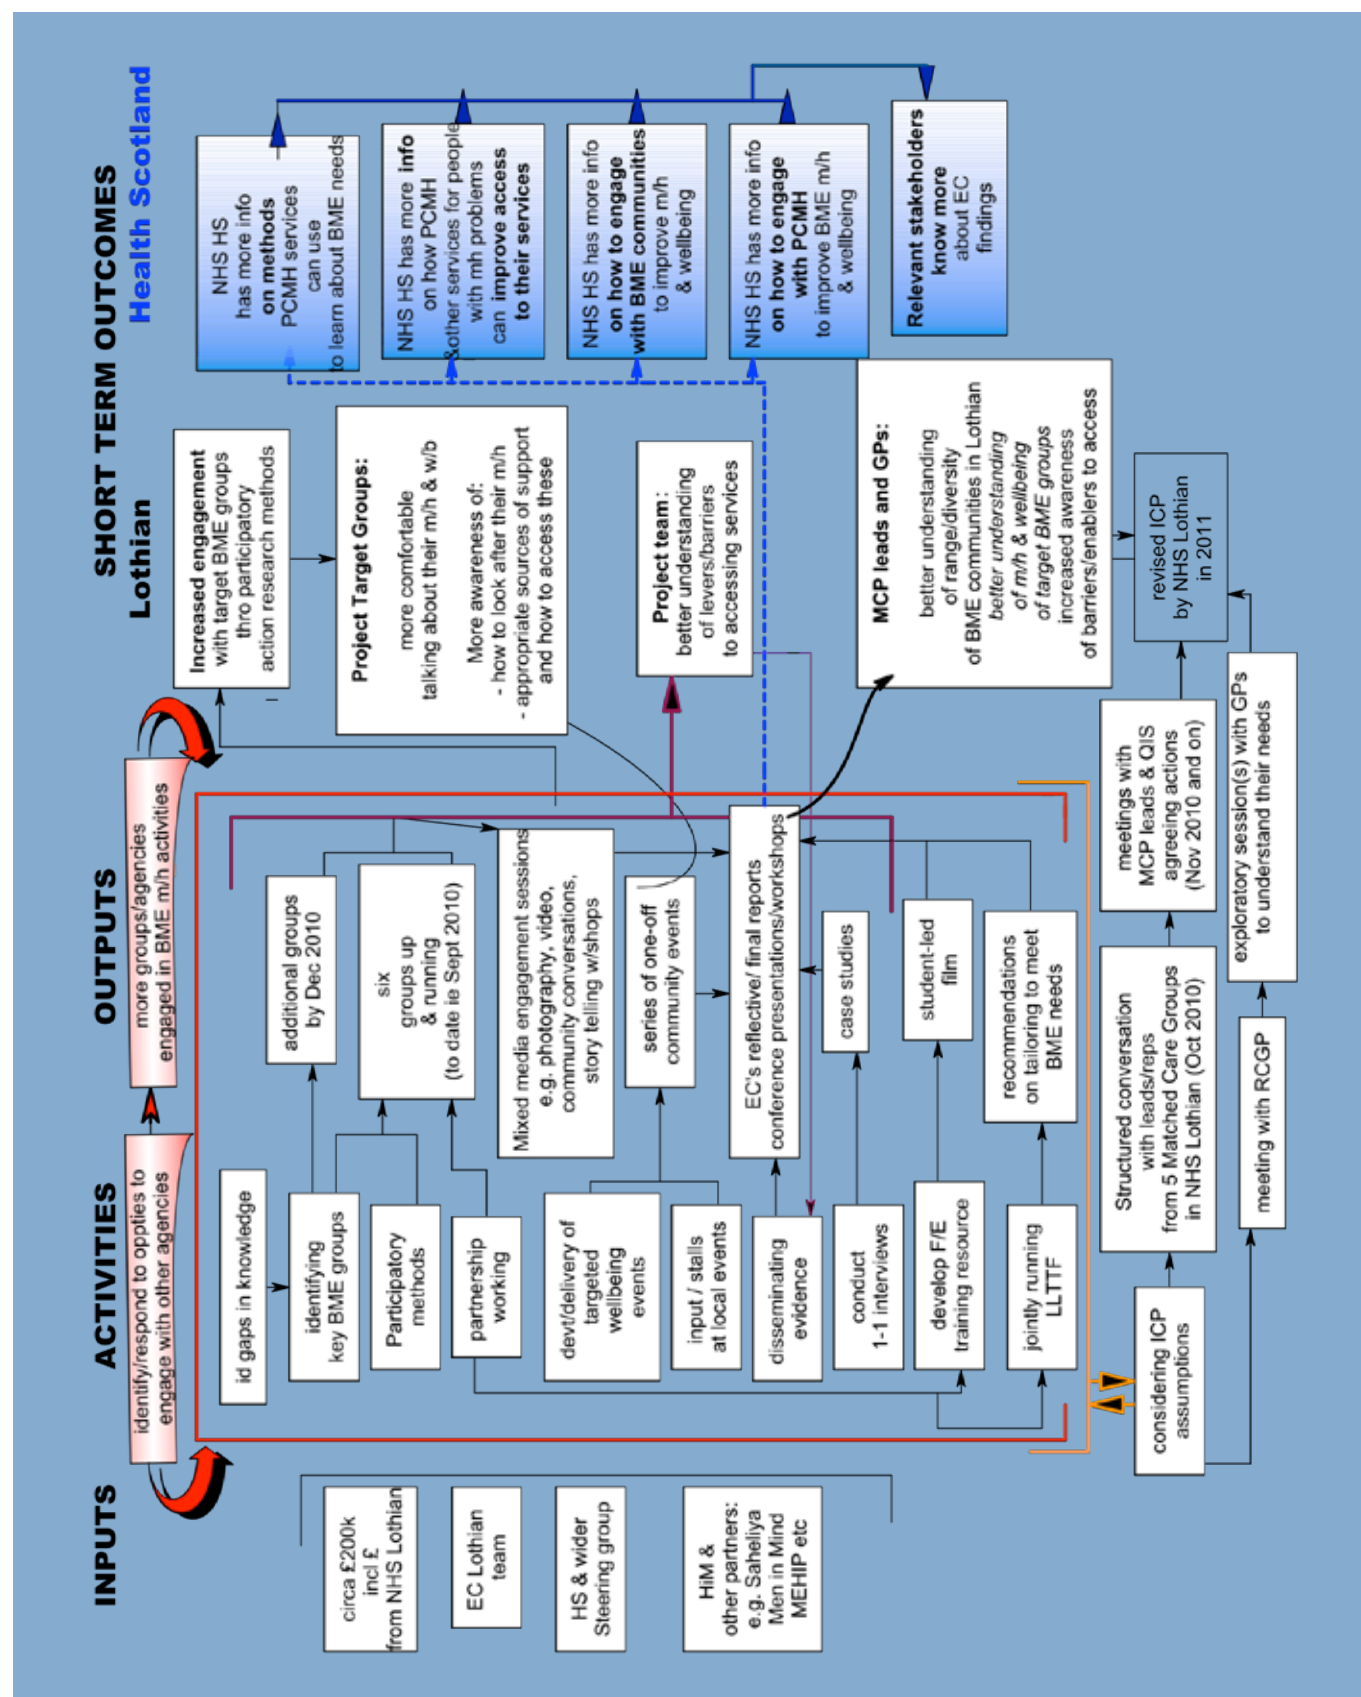 INPUTS
circa £200k
incl £
from NHS Lothian
EC Lothian
team
HS & wider
Steering group
HiM &
other partners:
e.g. Saheliya
Men in Mind
MEHIP etc
ACTIVITIES
identify/respond to oppties to
engage with other agencies
id gaps in knowledge
identifying
key BME groups
Participatory
methods
partnership
working
devt/delivery of
targeted
wellbeing
events
input / stalls
at local events
disseminating
evidence
conduct
1-1 interviews
develop F/E
training resource
jointly running
LLTTF
considering ICP
assumptions
OUTPUTS
more groups/agencies
engaged in BME m/h activities
additional groups
by Dec 2010
six
groups up
& running
(to date ie Sept 2010)
Mixed media engagement sessions
e.g. photography, video,
community conversations,
story telling w/shops
series of one-off
community events
EC's reflective/ final reports
conference presentations/workshops
case studies
student-led
film
recommendations
on tailoring to meet
BME needs
Structured conversation
with leads/reps
from 5 Matched Care Groups
in NHS Lothian (Oct 2010)
meeting with RCGP
meetings with
MCP leads & QIS
agreeing actions
(Nov 2010 and on)
exploratory session(s) with GPs
to understand their needs
SHORT TERM OUTCOMES
Lothian
Increased engagement
with target BME groups
thro participatory
action research methods
Project Target Groups:
more comfortable
talking about their m/h & w/b
More awareness of:
- how to look after their m/h
- appropriate sources of support
and how to access these
Project team:
better understanding
of levers/barriers
to accessing services
MCP leads and GPs:
better understanding
of range/diversity
of BME communities in Lothian
better understanding
of m/h & wellbeing
of target BME groups
increased awareness
of barriers/enablers to access
revised ICP
by NHS Lothian
in 2011
Health Scotland
NHS HS
has more info
on methods
PCMH services
can use
to learn about BME needs
NHS HS has more info
on how PCMH
&other services for people
with mh problems
can improve access
to their services
NHS HS has more info
on how to engage
with BME communities
to improve m/h
& wellbeing
NHS HS has more info
on how to engage
with PCMH
to improve BME m/h
& wellbeing
Relevant stakeholders
know more
about EC
findings